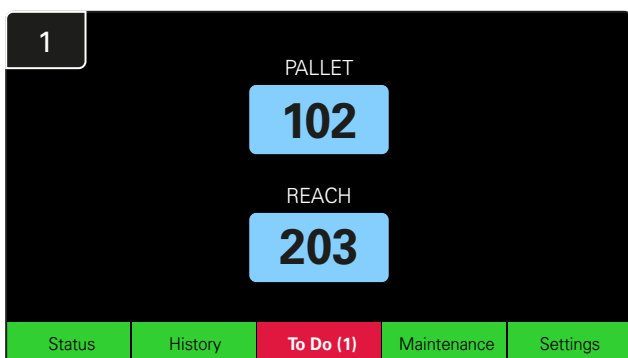 1
PALLET
102
REACH
203
Status History To Do (1) Maintenance Settings